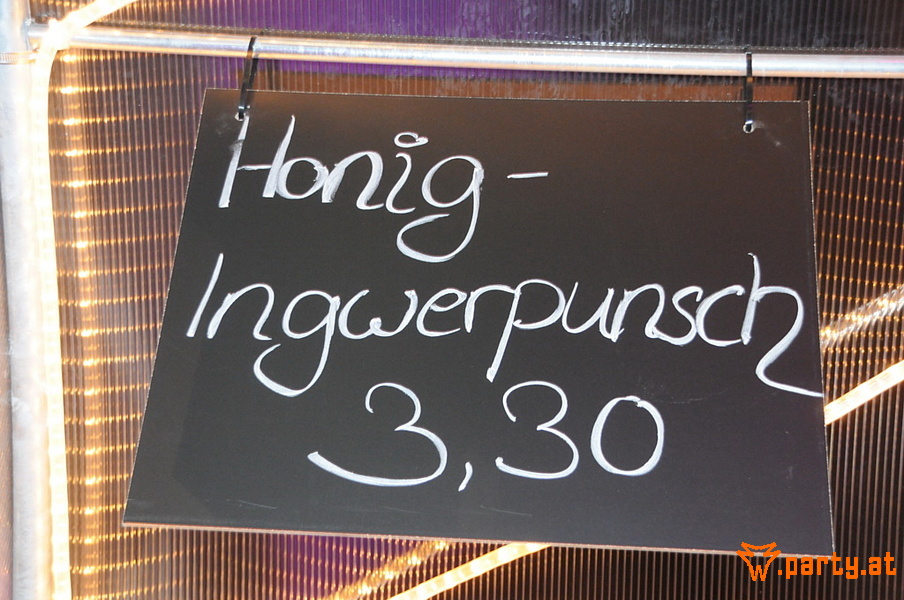 Honig-
Ingwerpunsch
3,30
w.party.at